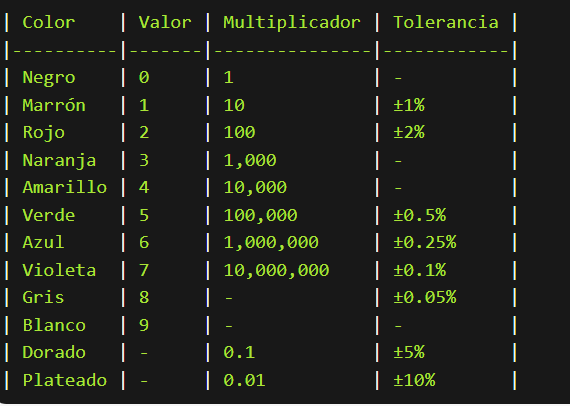 | Color    | Valor | Multiplicador | Tolerancia |
|----------|-------|---------------|------------|
| Negro    | 0     | 1             | -          |
| Marrón   | 1     | 10            | ±1%        |
| Rojo     | 2     | 100           | ±2%        |
| Naranja  | 3     | 1,000         | -          |
| Amarillo | 4     | 10,000        | -          |
| Verde    | 5     | 100,000       | ±0.5%      |
| Azul     | 6     | 1,000,000     | ±0.25%     |
| Violeta  | 7     | 10,000,000    | ±0.1%      |
| Gris     | 8     | -             | ±0.05%     |
| Blanco   | 9     | -             | -          |
| Dorado   | -     | 0.1           | ±5%        |
| Plateado | -     | 0.01          | ±10%       |